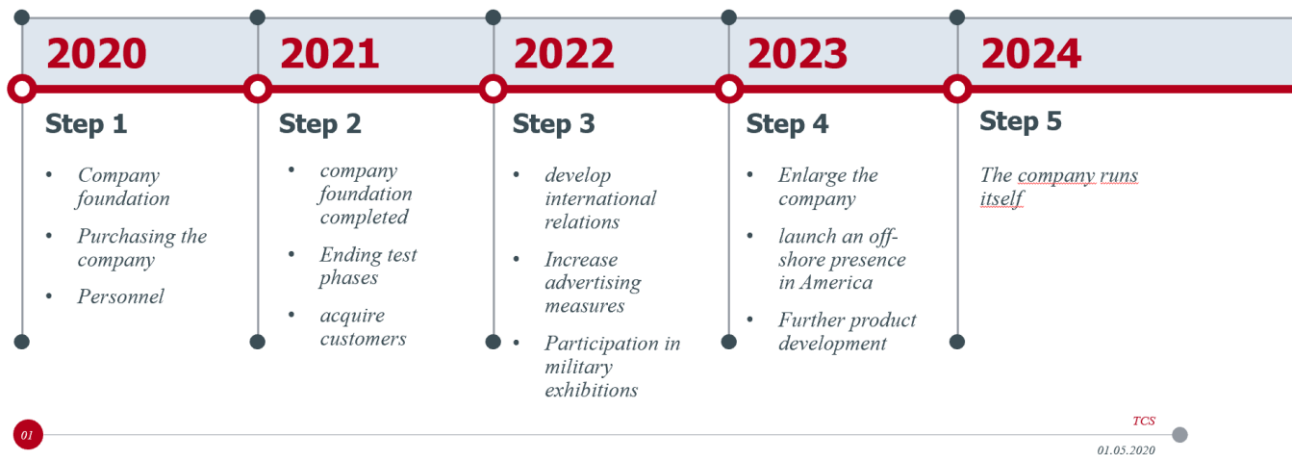 2020
2021
2022
2023
2024
Step 1
Company
foundation
Purchasing the
company
Personnel
Step 2
company
foundation
completed
Ending test
phases
acquire
customers
Step 3
develop
international
relations
Increase
advertising
measures
Participation in
military
exhibitions
Step 4
Enlarge the
company
launch an off-
shore presence
in America
Further product
development
Step 5
The company runs
itself
01
TCS
01.05.2020